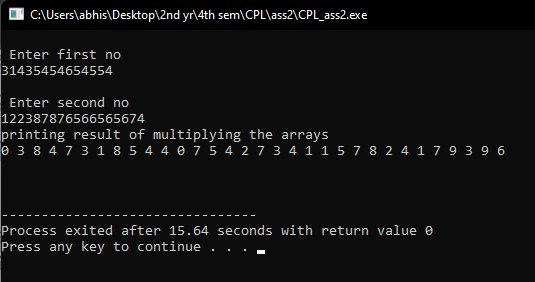 C:\Users\abhis\Desktop\2nd yr\4th sem\CPL\ass2\CPL_ass2.exe
Enter first no
31435454654554
Enter second no
122387876566565674
printing result of multiplying the arrays
0 3 8 4 7 3 1 8 5 4 4 0 7 5 4 2 7 3 4 1 1 5 7 8 2 4 1 7 9 3 9 6
--------------------------------
Process exited after 15.64 seconds with return value 0
Press any key to continue . . .